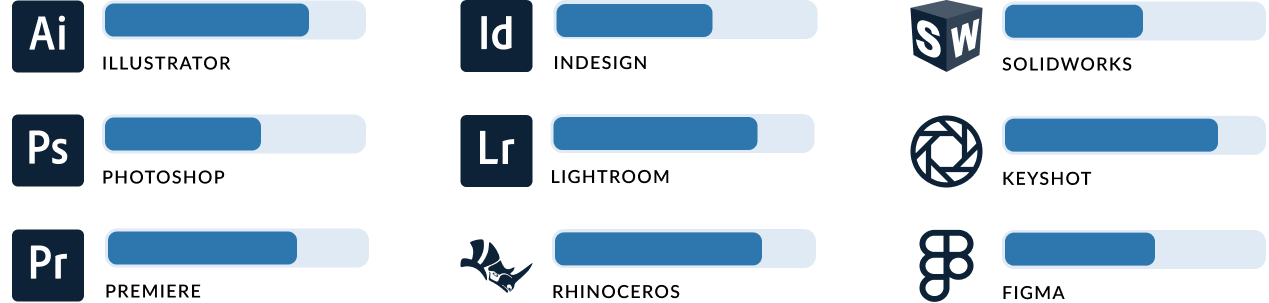 Ai
ILLUSTRATOR
Id
INDESIGN
SW
SOLIDWORKS
Ps
PHOTOSHOP
Lr
LIGHTROOM
KEYSHOT
Pr
PREMIERE
RHINOCEROS
FIGMA